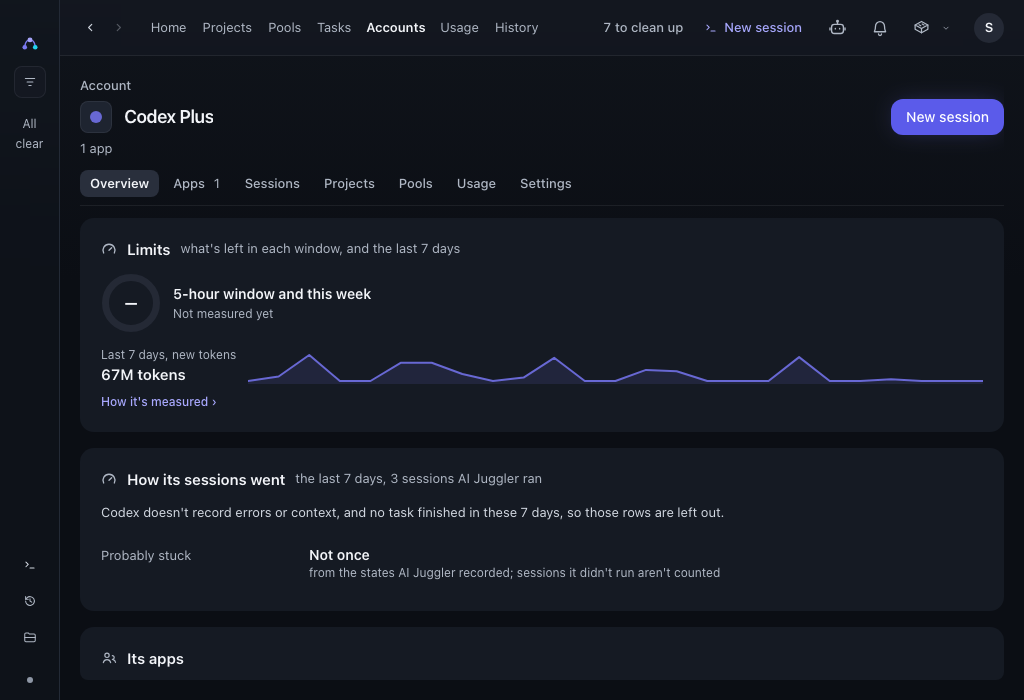 Home Projects Pools Tasks Accounts Usage History 7 to clean up New session S
All clear
Account
Codex Plus
New session
1 app
Overview Apps 1 Sessions Projects Pools Usage Settings
Limits what's left in each window, and the last 7 days
5-hour window and this week
Not measured yet
Last 7 days, new tokens
67M tokens
How it's measured ›
How its sessions went the last 7 days, 3 sessions AI Juggler ran
Codex doesn't record errors or context, and no task finished in these 7 days, so those rows are left out.
Probably stuck Not once
from the states AI Juggler recorded; sessions it didn't run aren't counted
Its apps